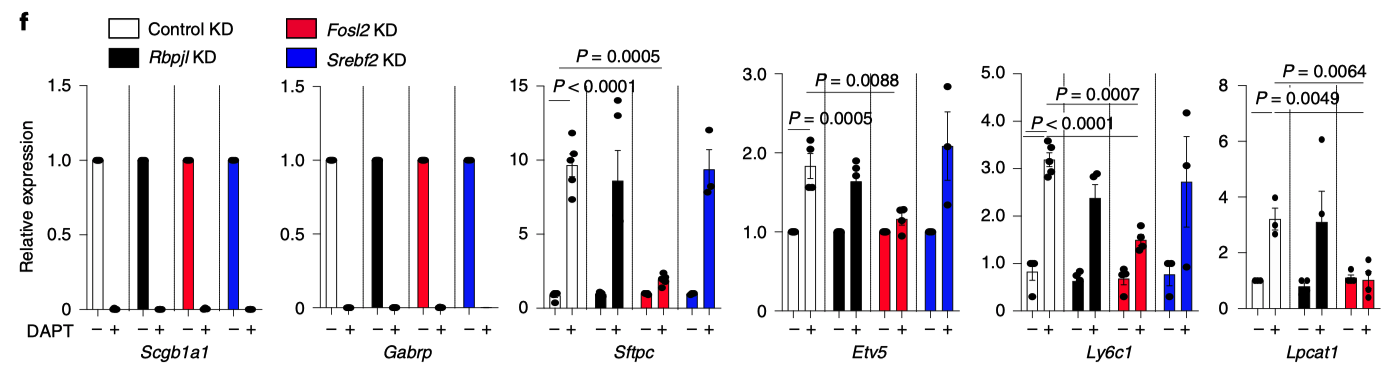 f
Control KD
Fosl2 KD
Rbpjl KD
Srebf2 KD
Relative expression
1.5
1.0
0.5
0
DAPT
– + – + – + – +
Scgb1a1
1.5
1.0
0.5
0
– + – + – + – +
Gabrp
P = 0.0005
P < 0.0001
15
10
5
0
– + – + – + – +
Sftpc
P = 0.0088
P = 0.0005
3.0
2.0
1.0
0
– + – + – + – +
Etv5
P = 0.0007
P < 0.0001
5.0
4.0
3.0
2.0
1.0
0
– + – + – + – +
Ly6c1
P = 0.0064
P = 0.0049
8
6
4
2
0
– + – + – +
Lpcat1